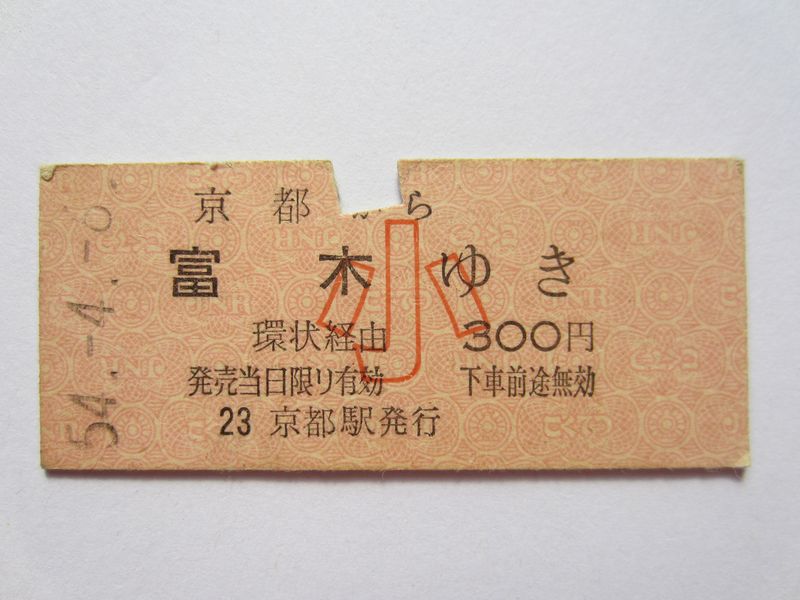 京都から
富木ゆき
小
環状経由 300円
発売当日限り有効 下車前途無効
23 京都駅発行
54.-4.-8.